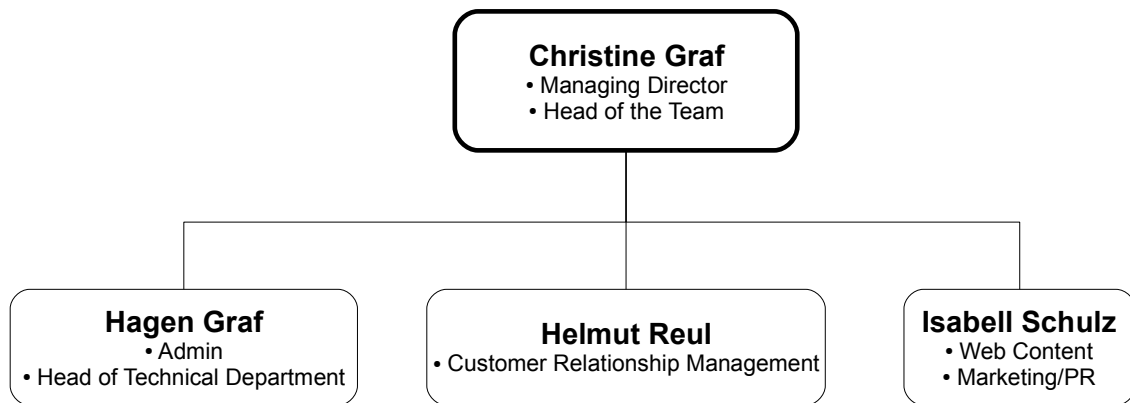 Christine Graf
• Managing Director
• Head of the Team
Hagen Graf
• Admin
• Head of Technical Department
Helmut Reul
• Customer Relationship Management
Isabell Schulz
• Web Content
• Marketing/PR